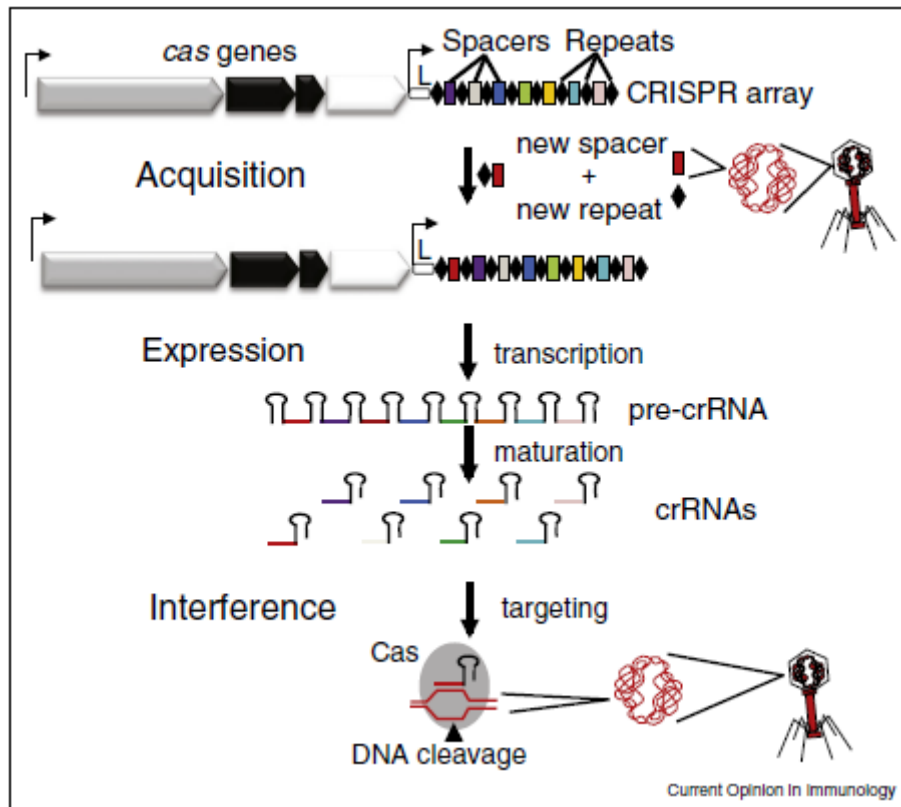 cas genes
Spacers Repeats
L
CRISPR array
Acquisition
new spacer
+
new repeat
L
Expression
transcription
pre-crRNA
maturation
crRNAs
Interference
targeting
Cas
DNA cleavage
Current Opinion in Immunology